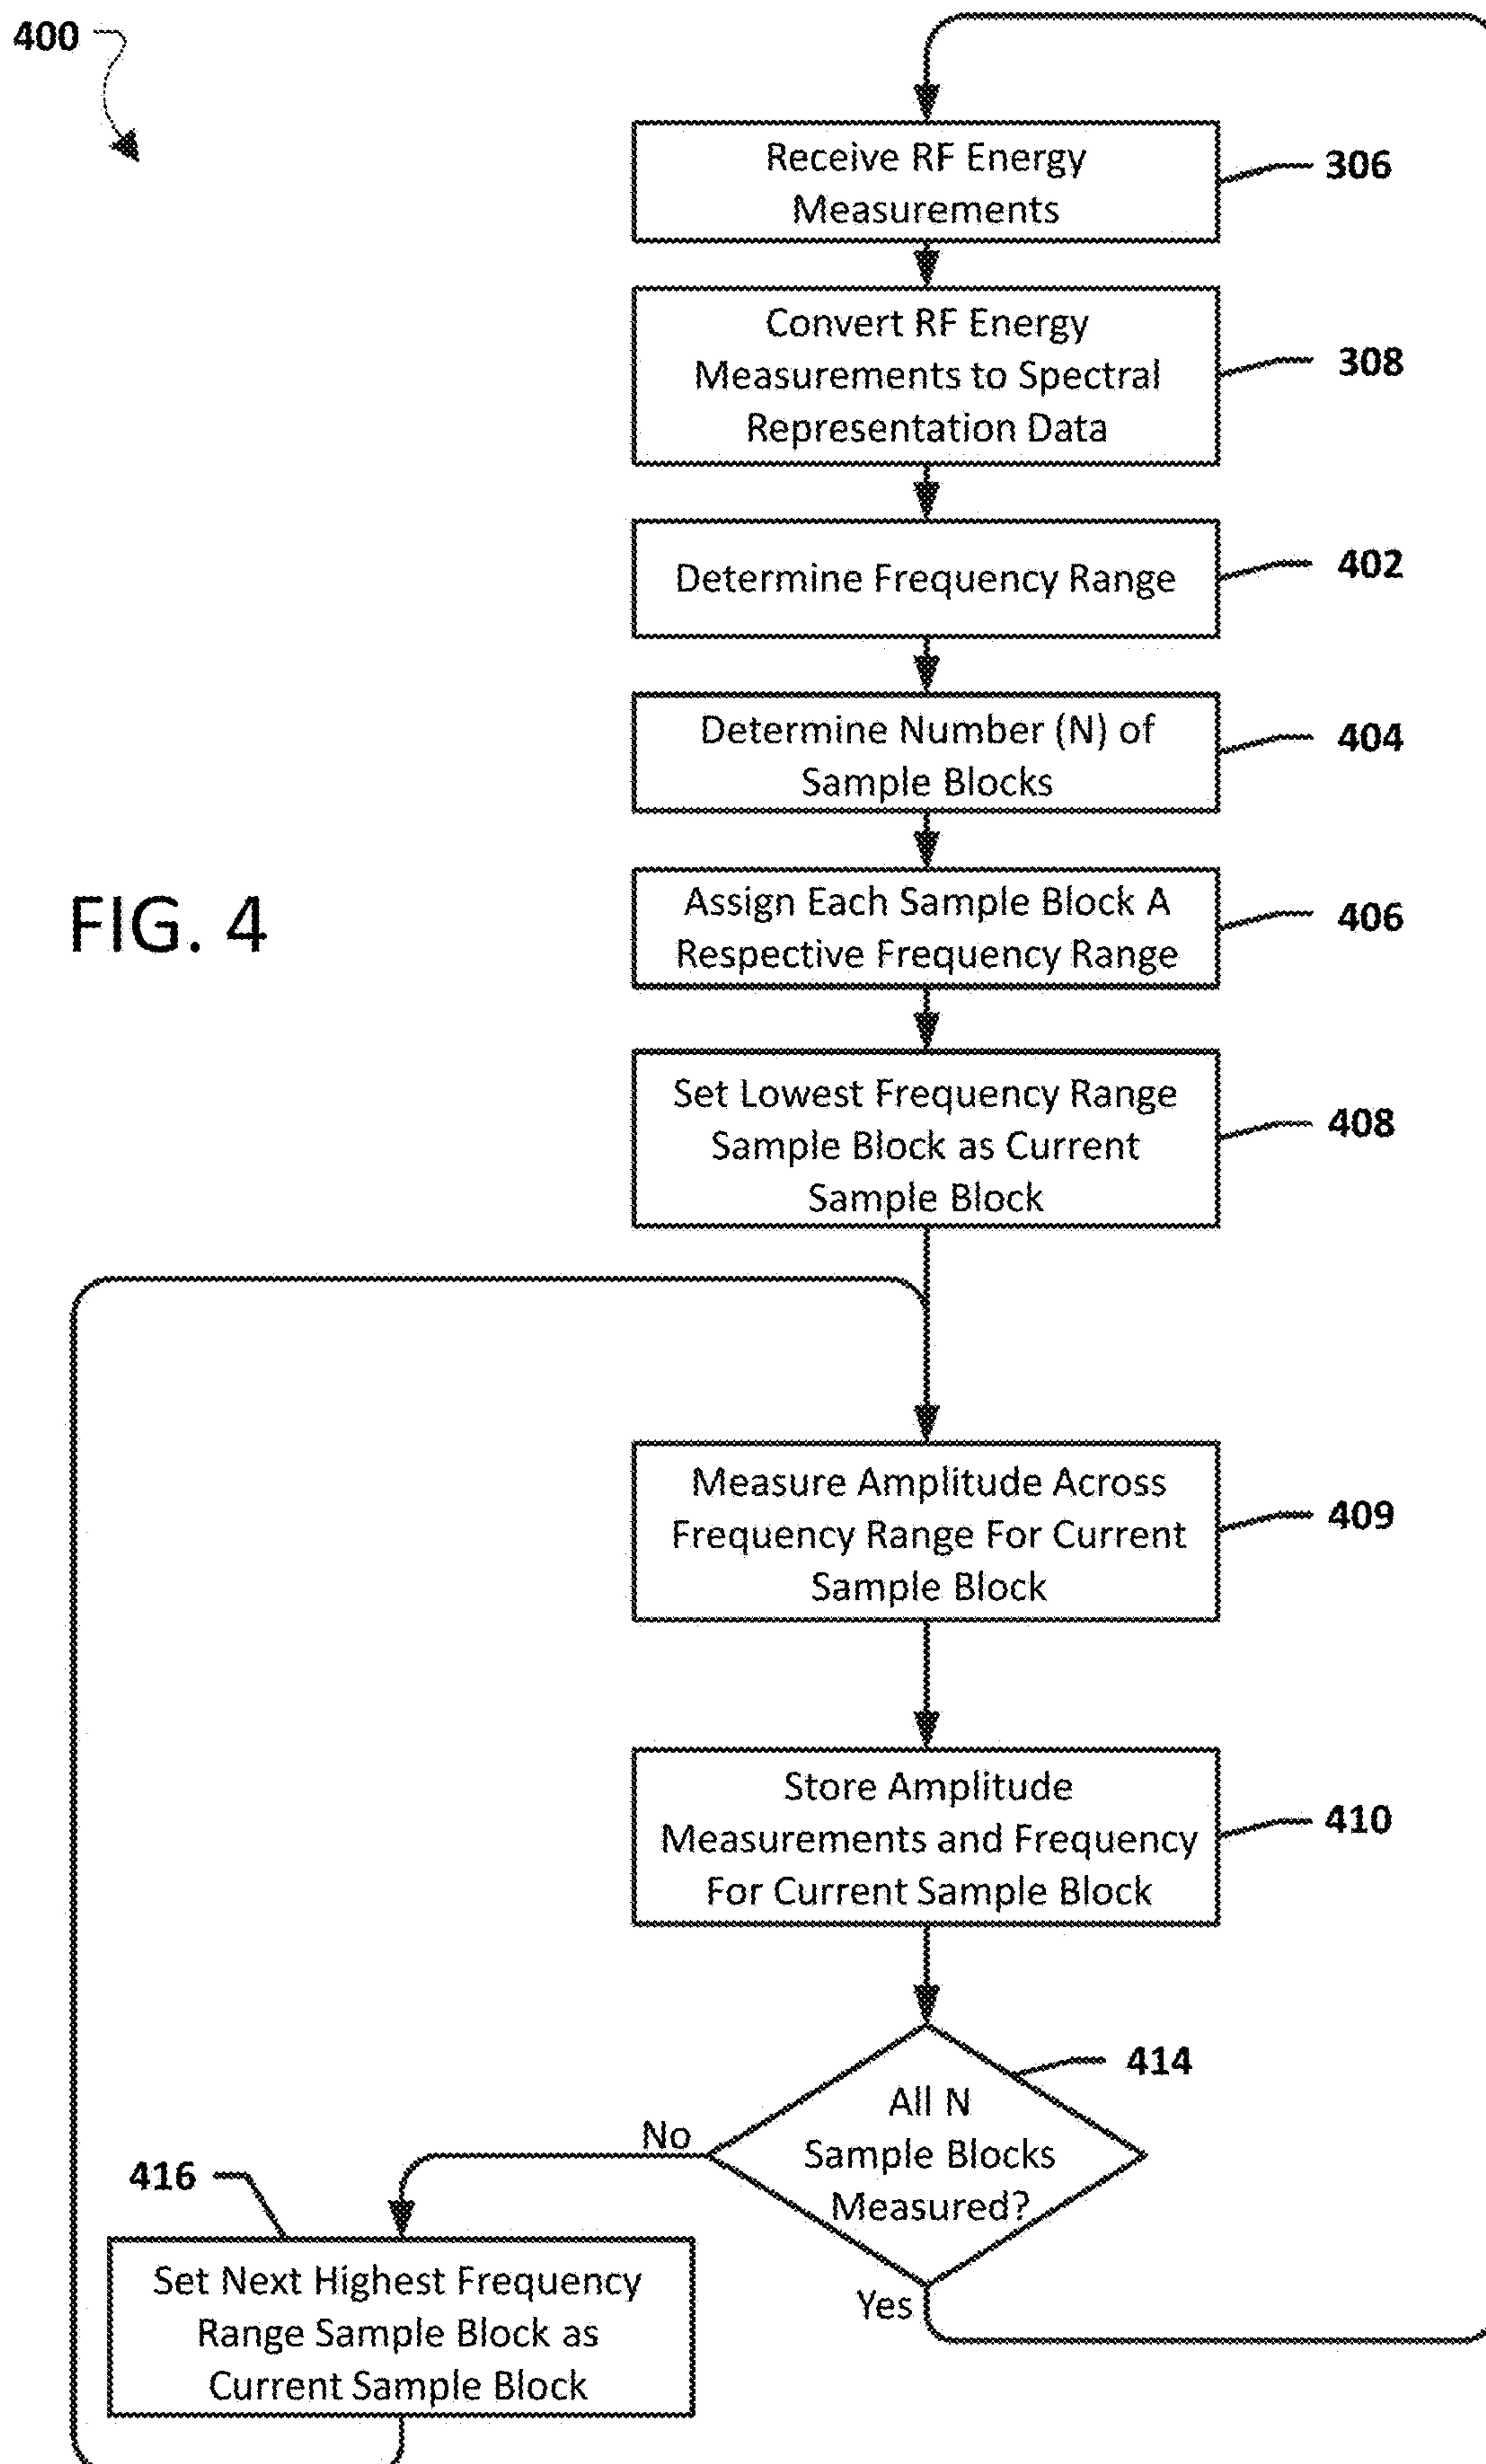 400
Receive RF Energy
Measurements
306
Convert RF Energy
Measurements to Spectral
Representation Data
308
Determine Frequency Range
402
Determine Number (N) of
Sample Blocks
404
FIG. 4
Assign Each Sample Block A
Respective Frequency Range
406
Set Lowest Frequency Range
Sample Block as Current
Sample Block
408
Measure Amplitude Across
Frequency Range For Current
Sample Block
409
Store Amplitude
Measurements and Frequency
For Current Sample Block
410
All N
Sample Blocks
Measured?
414
No
Yes
416
Set Next Highest Frequency
Range Sample Block as
Current Sample Block